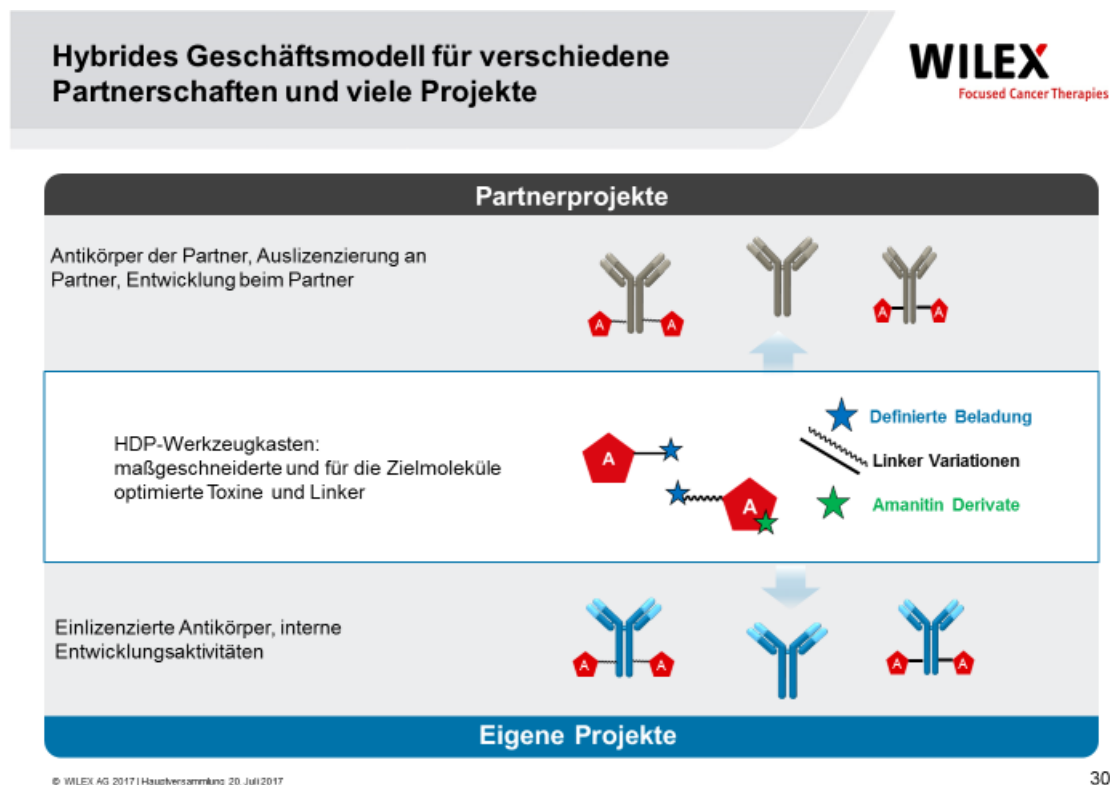 Hybrides Geschäftsmodell für verschiedene
Partnerschaften und viele Projekte
WILEX
Focused Cancer Therapies
Partnerprojekte
Antikörper der Partner, Auslizenzierung an
Partner, Entwicklung beim Partner
A
A
A
A
HDP-Werkzeugkasten:
maßgeschneiderte und für die Zielmoleküle
optimierte Toxine und Linker
A
A
Definierte Beladung
Linker Variationen
Amanitin Derivate
Einlizenzierte Antikörper, interne
Entwicklungsaktivitäten
A
A
A
A
Eigene Projekte
© WILEX AG 2017 | Hauptversammlung 20. Juli 2017
30